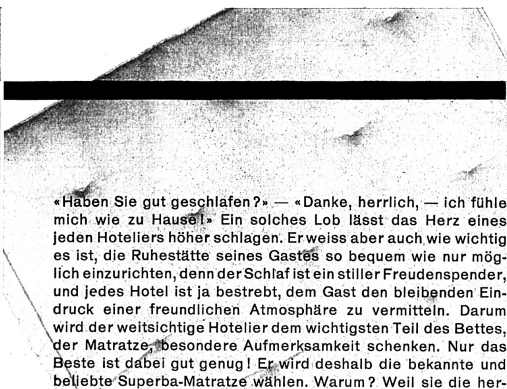 «Haben Sie gut geschlafen?» — «Danke, herrlich, — ich fühle
mich wie zu Hause!» Ein solches Lob lässt das Herz eines
jeden Hoteliers höher schlagen. Er weiss aber auch wie wichtig
es ist, die Ruhestätte seines Gastes so bequem wie nur mög-
lich einzurichten, denn der Schlaf ist ein stiller Freudenspender,
und jedes Hotel ist ja bestrebt, dem Gast den bleibenden Ein-
druck einer freundlichen Atmosphäre zu vermitteln. Darum
wird der weitsichtige Hotelier dem wichtigsten Teil des Bettes,
der Matratze, besondere Aufmerksamkeit schenken. Nur das
Beste ist dabei gut genug! Er wird deshalb die bekannte und
beliebte Superba-Matratze wählen. Warum? Weil sie die her-